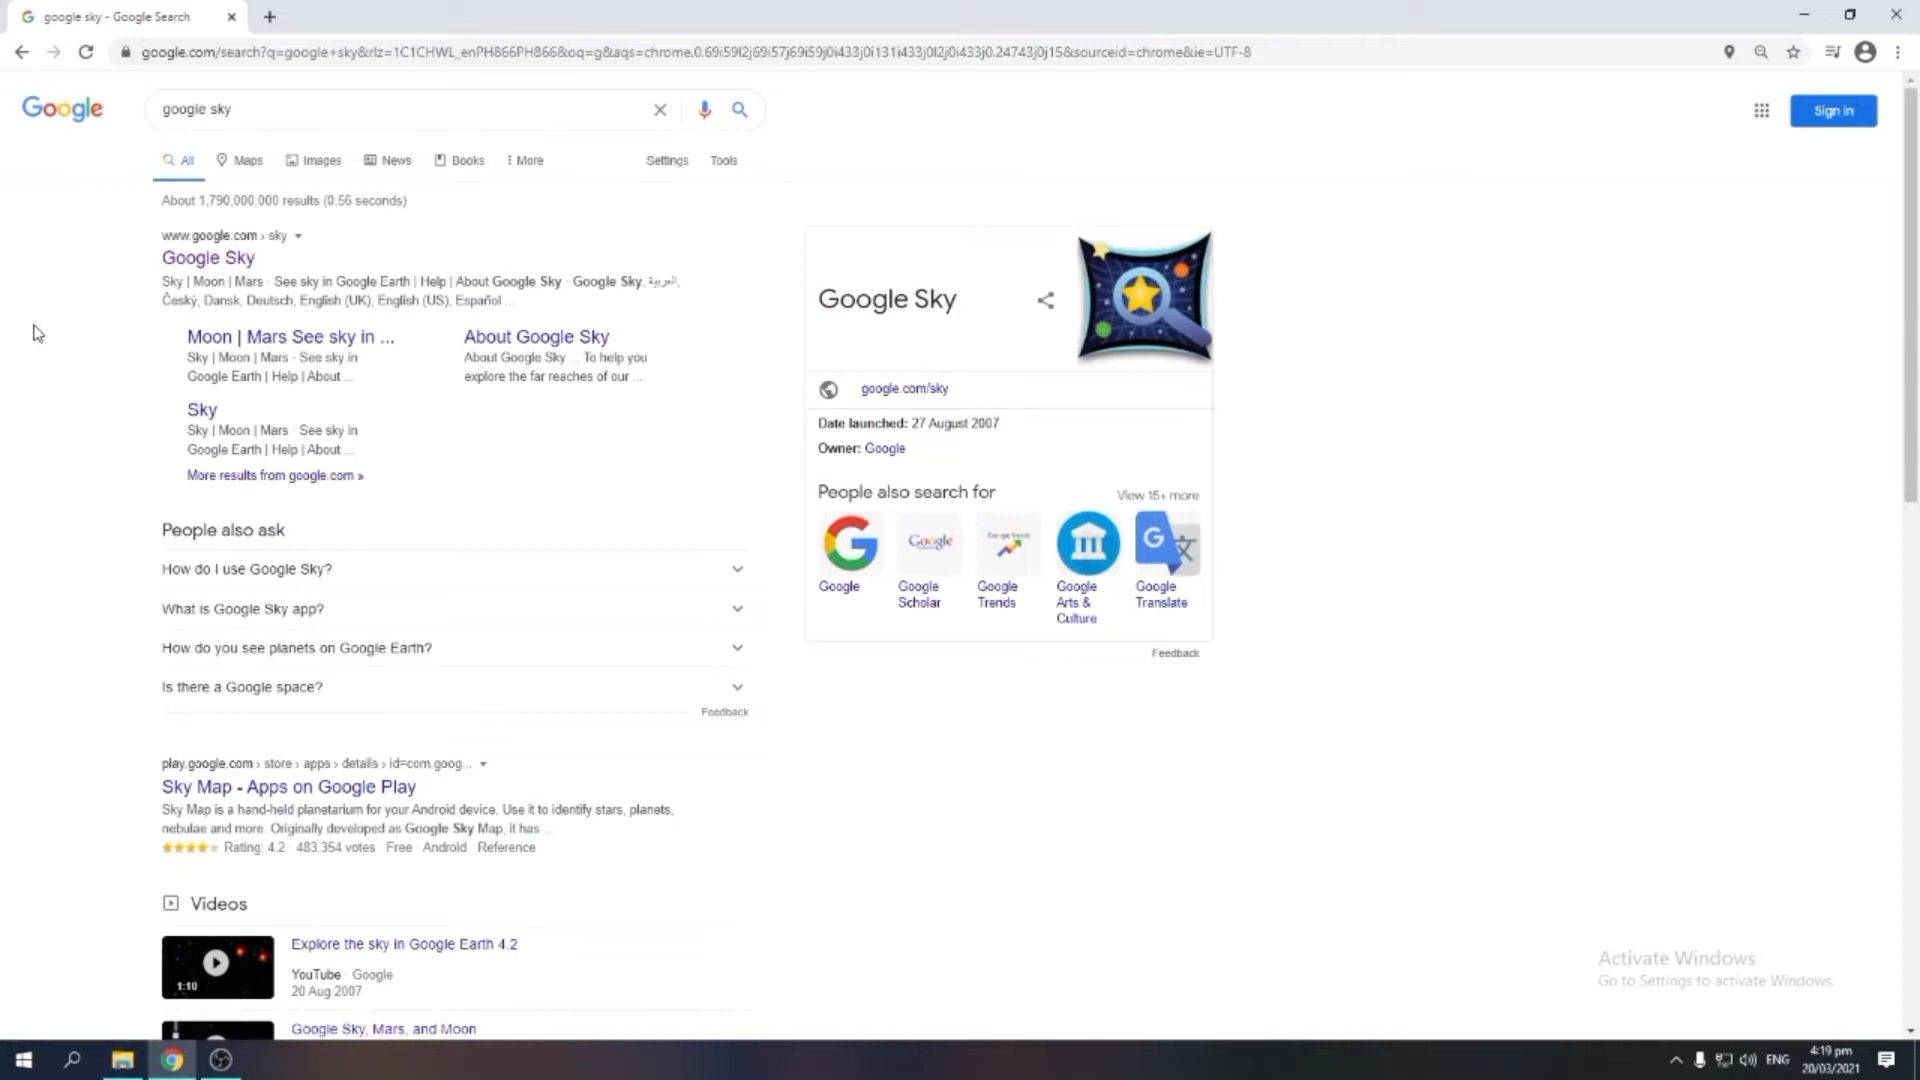 google sky - Google Search
google.com/search?q=google+sky&rlz=1C1CHWL_enPH866PH866&oq=g&aqs=chrome.0.69i59l2j69i57j69i59j0i433j0i131i433j0l2j0i433j0.24743j0j15&sourceid=chrome&ie=UTF-8
Google
google sky
Sign in
All Maps Images News Books More Settings Tools
About 1,790,000,000 results (0.56 seconds)
www.google.com › sky
Google Sky
Sky | Moon | Mars · See sky in Google Earth | Help | About Google Sky · Google Sky. العربية,
Český, Dansk, Deutsch, English (UK), English (US), Español ...
Moon | Mars See sky in ...
Sky | Moon | Mars · See sky in
Google Earth | Help | About ...
About Google Sky
About Google Sky ... To help you
explore the far reaches of our ...
Sky
Sky | Moon | Mars · See sky in
Google Earth | Help | About ...
More results from google.com »
People also ask
How do I use Google Sky?
What is Google Sky app?
How do you see planets on Google Earth?
Is there a Google space?
Feedback
play.google.com › store › apps › details › id=com.goog...
Sky Map - Apps on Google Play
Sky Map is a hand-held planetarium for your Android device. Use it to identify stars, planets,
nebulae and more. Originally developed as Google Sky Map, it has ...
Rating: 4.2 · 483,354 votes · Free · Android · Reference
Videos
1:10
Explore the sky in Google Earth 4.2
YouTube · Google
20 Aug 2007
Google Sky, Mars, and Moon
Google Sky
google.com/sky
Date launched: 27 August 2007
Owner: Google
People also search for
View 15+ more
Google
Google
Scholar
Google
Trends
Google
Arts &
Culture
Google
Translate
Google
Google Trends
G
文
Feedback
Activate Windows
Go to Settings to activate Windows.
ENG
4:19 pm
20/03/2021